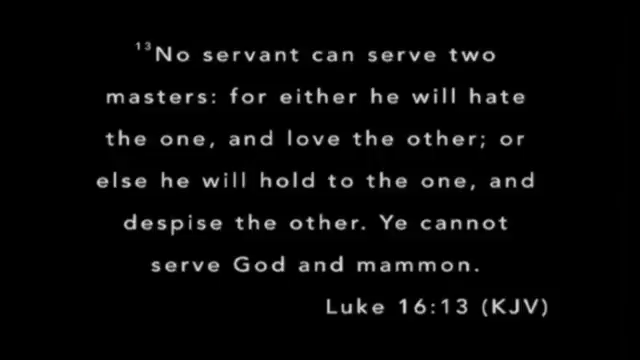 ¹³No servant can serve two
masters: for either he will hate
the one, and love the other; or
else he will hold to the one, and
despise the other. Ye cannot
serve God and mammon.
Luke 16:13 (KJV)